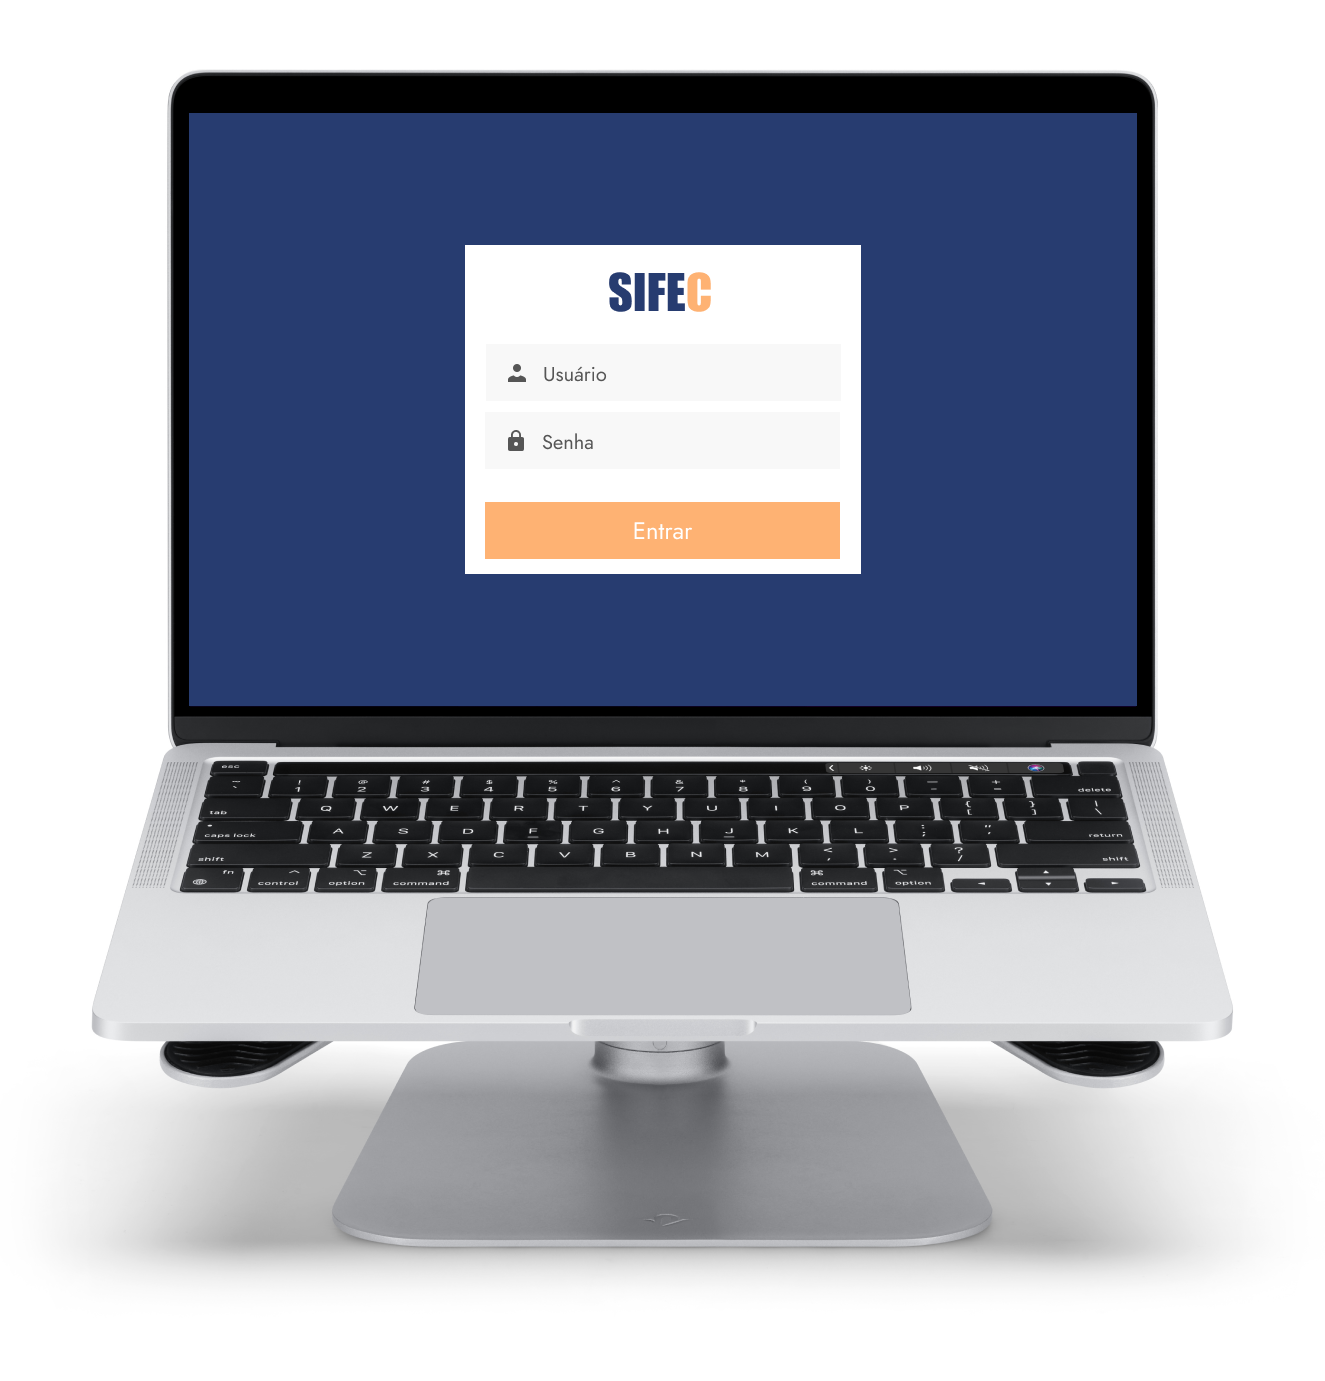 SIFEC
Usuário
Senha
Entrar
esc
~ ! @ # $ % ^ & * ( ) — +
` 1 2 3 4 5 6 7 8 9 0 - = delete
tab Q W E R T Y U I O P { [ } ] | \
caps lock A S D F G H J K L : ; " ' return
shift Z X C V B N M < , > . ? / shift
fn control option command command option